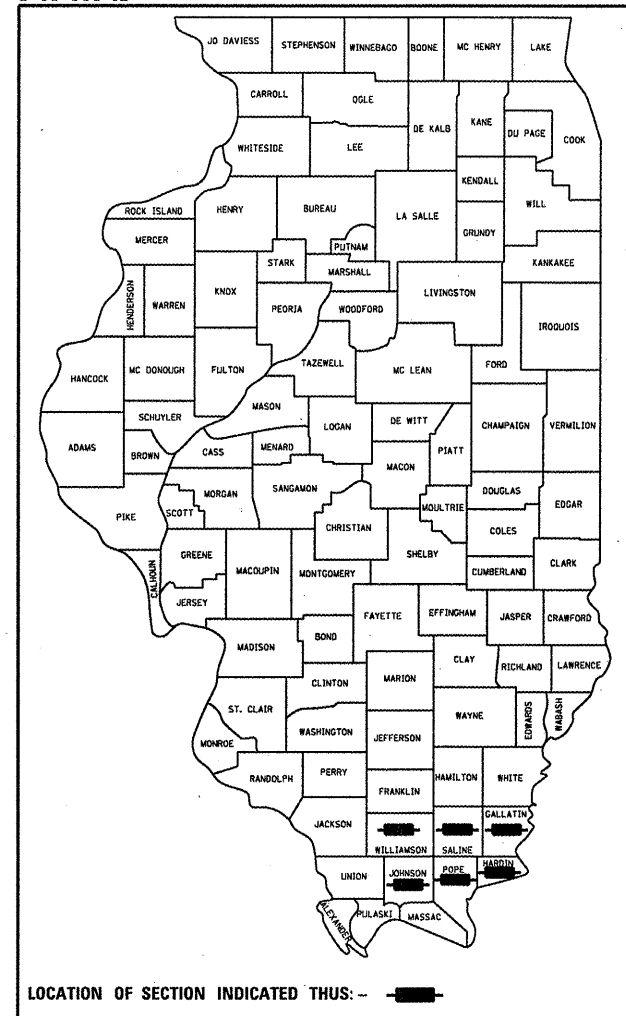 JO DAVIESS STEPHENSON WINNEBAGO BOONE MC HENRY LAKE
CARROLL OGLE DE KALB KANE DU PAGE COOK
WHITESIDE LEE
KENDALL WILL
ROCK ISLAND HENRY BUREAU LA SALLE GRUNDY
MERCER PUTNAM
STARK MARSHALL KANKAKEE
HENDERSON WARREN KNOX PEORIA WOODFORD LIVINGSTON IROQUOIS
HANCOCK MC DONOUGH FULTON TAZEWELL MC LEAN FORD
SCHUYLER MASON LOGAN DE WITT CHAMPAIGN VERMILION
ADAMS BROWN CASS MENARD MACON PIATT
PIKE SCOTT MORGAN SANGAMON CHRISTIAN MOULTRIE DOUGLAS EDGAR
COLES
CALHOUN GREENE MACOUPIN MONTGOMERY SHELBY CUMBERLAND CLARK
JERSEY
FAYETTE EFFINGHAM JASPER CRAWFORD
MADISON BOND
CLAY RICHLAND LAWRENCE
CLINTON MARION
ST. CLAIR WASHINGTON WAYNE EDWARDS WABASH
MONROE JEFFERSON
RANDOLPH PERRY HAMILTON WHITE
FRANKLIN
JACKSON GALLATIN
WILLIAMSON SALINE
UNION JOHNSON POPE HARDIN
ALEXANDER PULASKI MASSAC
LOCATION OF SECTION INDICATED THUS: -